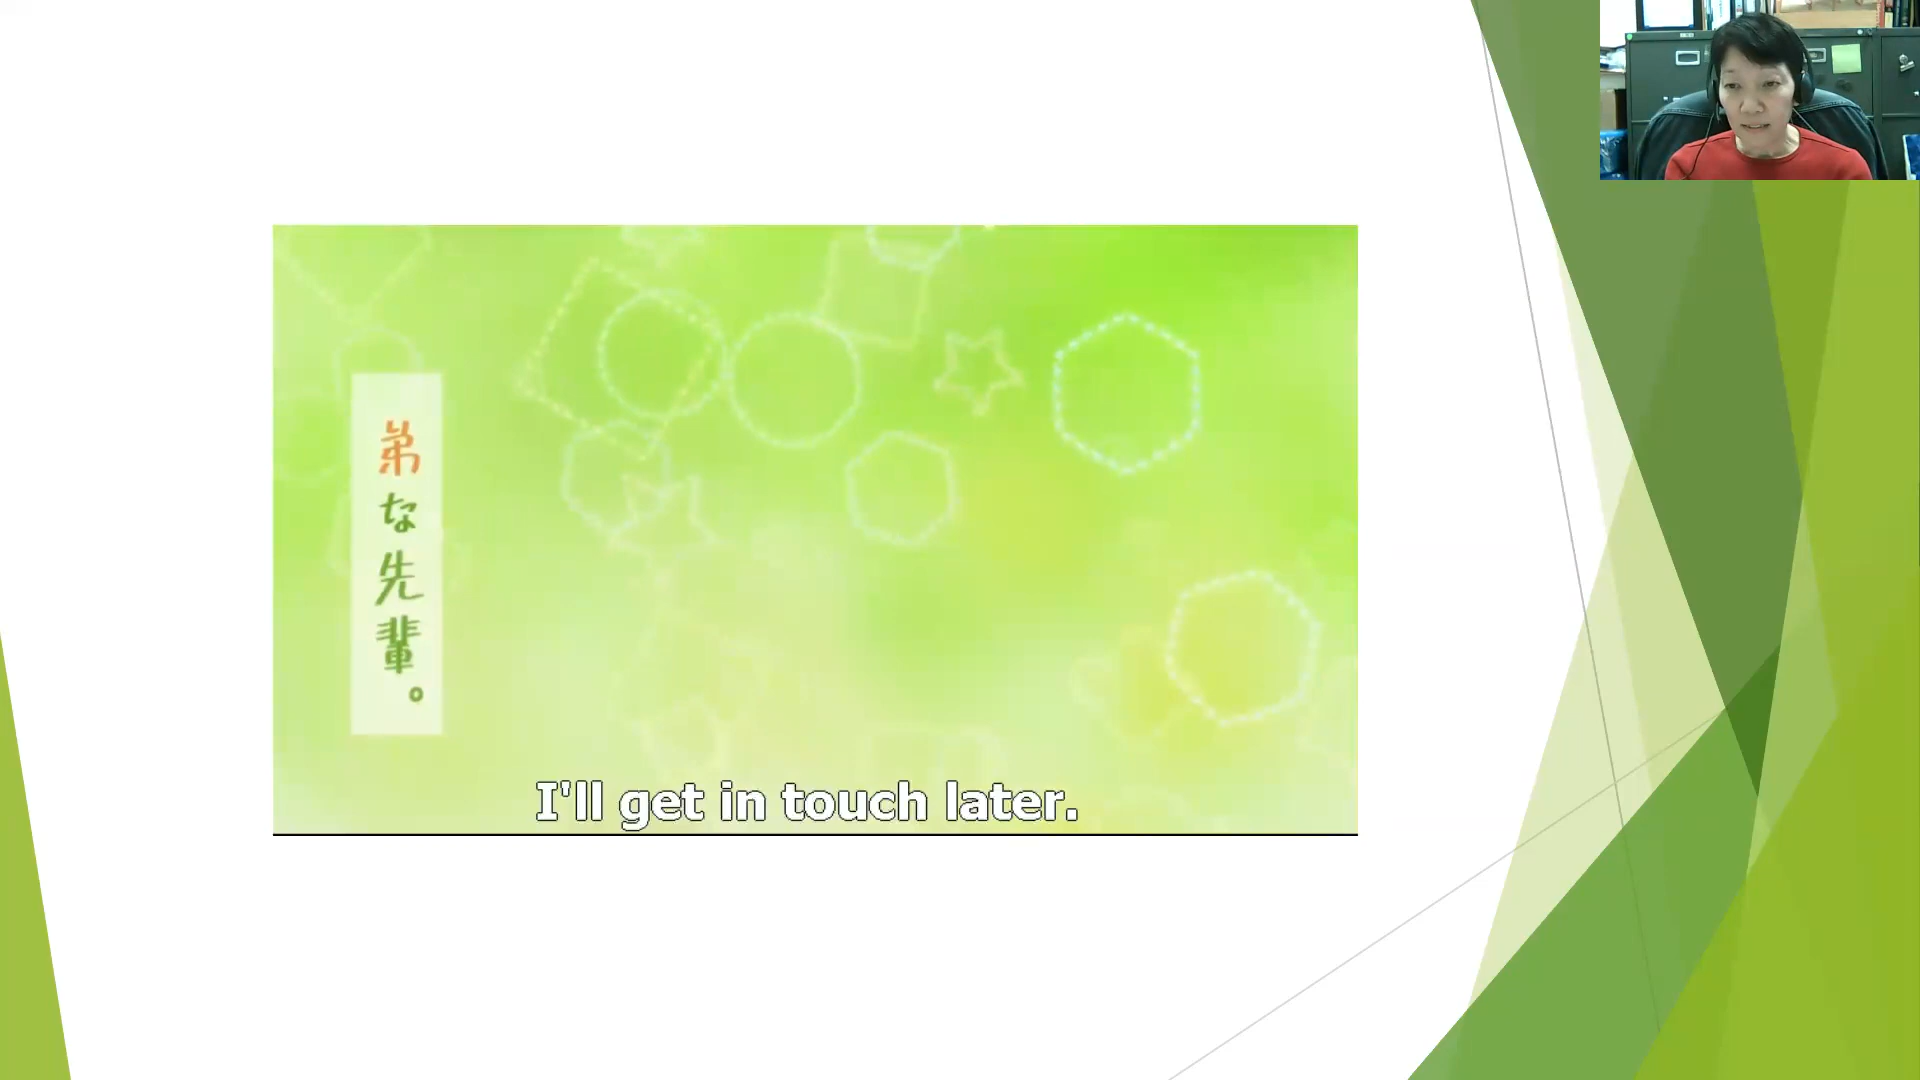 弟な先輩。
I'll get in touch later.